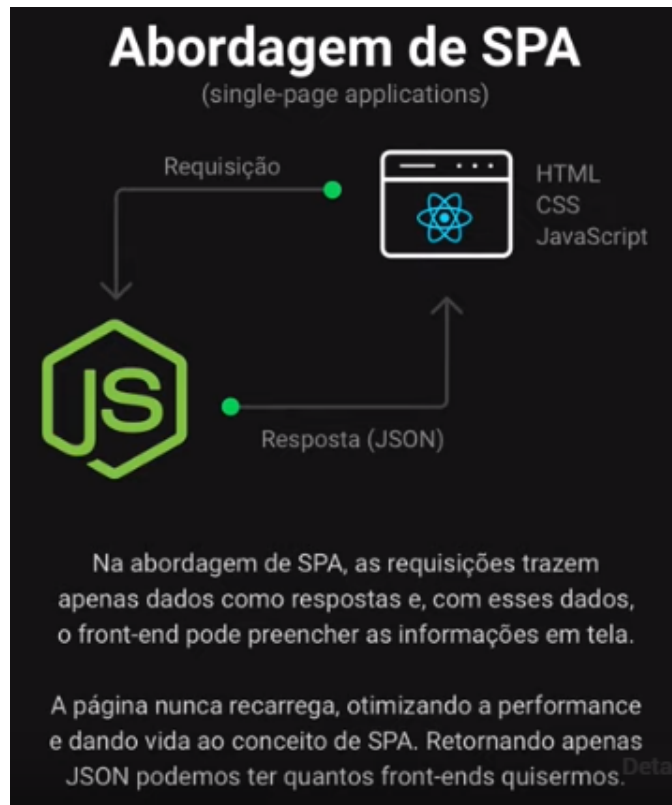 Abordagem de SPA
(single-page applications)
Requisição
HTML
CSS
JavaScript
JS
Resposta (JSON)
Na abordagem de SPA, as requisições trazem
apenas dados como respostas e, com esses dados,
o front-end pode preencher as informações em tela.
A página nunca recarrega, otimizando a performance
e dando vida ao conceito de SPA. Retornando apenas
JSON podemos ter quantos front-ends quisermos.
Deta